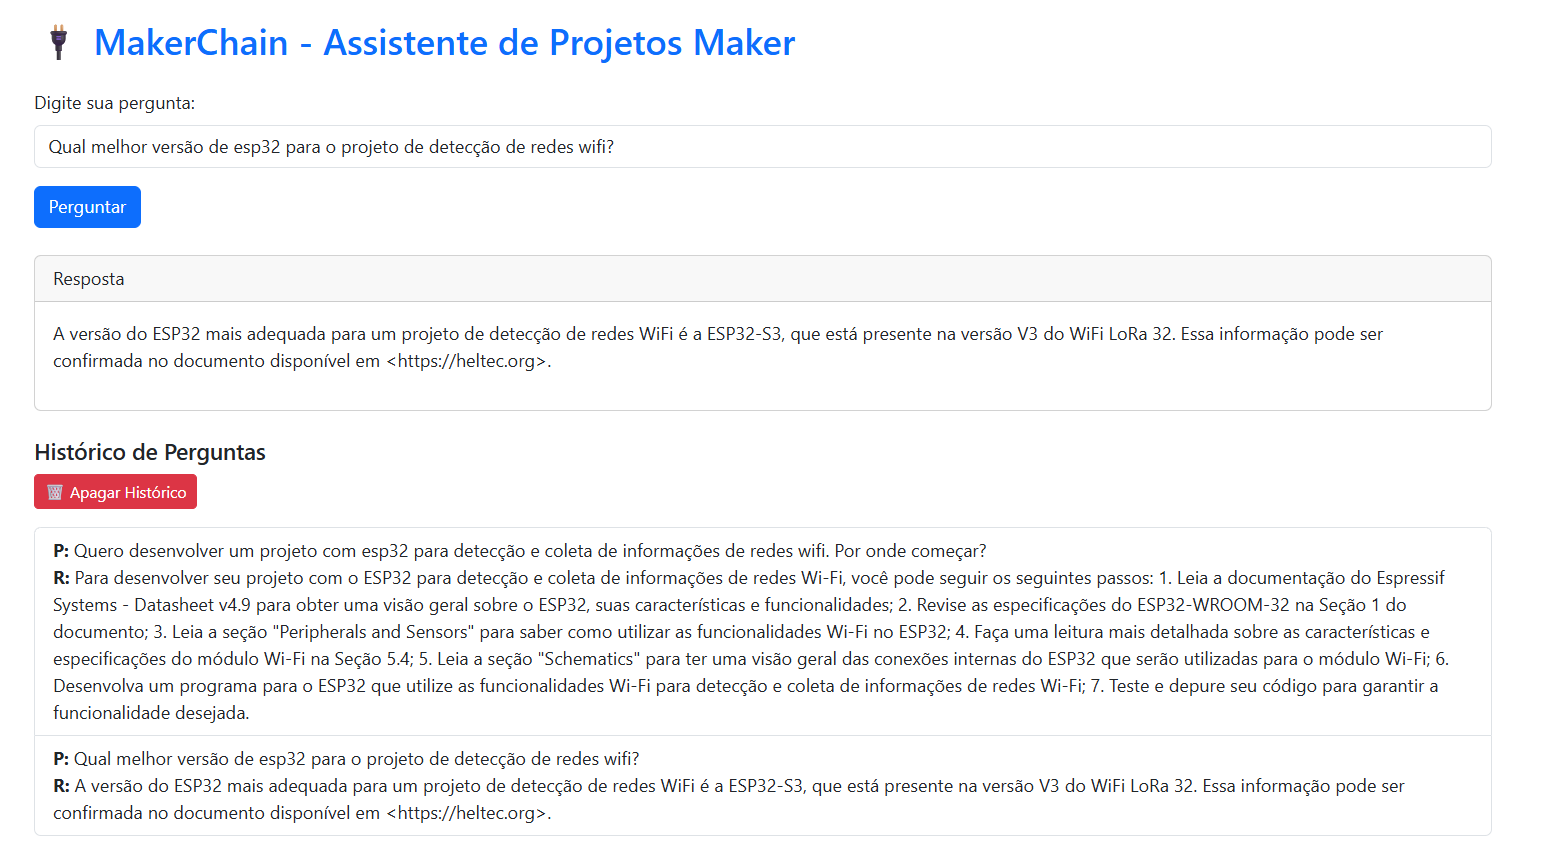 MakerChain - Assistente de Projetos Maker
Digite sua pergunta:
Qual melhor versão de esp32 para o projeto de detecção de redes wifi?
Perguntar
Resposta
A versão do ESP32 mais adequada para um projeto de detecção de redes WiFi é a ESP32-S3, que está presente na versão V3 do WiFi LoRa 32. Essa informação pode ser
confirmada no documento disponível em <https://heltec.org>.
Histórico de Perguntas
Apagar Histórico
P: Quero desenvolver um projeto com esp32 para detecção e coleta de informações de redes wifi. Por onde começar?
R: Para desenvolver seu projeto com o ESP32 para detecção e coleta de informações de redes Wi-Fi, você pode seguir os seguintes passos: 1. Leia a documentação do Espressif
Systems - Datasheet v4.9 para obter uma visão geral sobre o ESP32, suas características e funcionalidades; 2. Revise as especificações do ESP32-WROOM-32 na Seção 1 do
documento; 3. Leia a seção "Peripherals and Sensors" para saber como utilizar as funcionalidades Wi-Fi no ESP32; 4. Faça uma leitura mais detalhada sobre as características e
especificações do módulo Wi-Fi na Seção 5.4; 5. Leia a seção "Schematics" para ter uma visão geral das conexões internas do ESP32 que serão utilizadas para o módulo Wi-Fi; 6.
Desenvolva um programa para o ESP32 que utilize as funcionalidades Wi-Fi para detecção e coleta de informações de redes Wi-Fi; 7. Teste e depure seu código para garantir a
funcionalidade desejada.
P: Qual melhor versão de esp32 para o projeto de detecção de redes wifi?
R: A versão do ESP32 mais adequada para um projeto de detecção de redes WiFi é a ESP32-S3, que está presente na versão V3 do WiFi LoRa 32. Essa informação pode ser
confirmada no documento disponível em <https://heltec.org>.